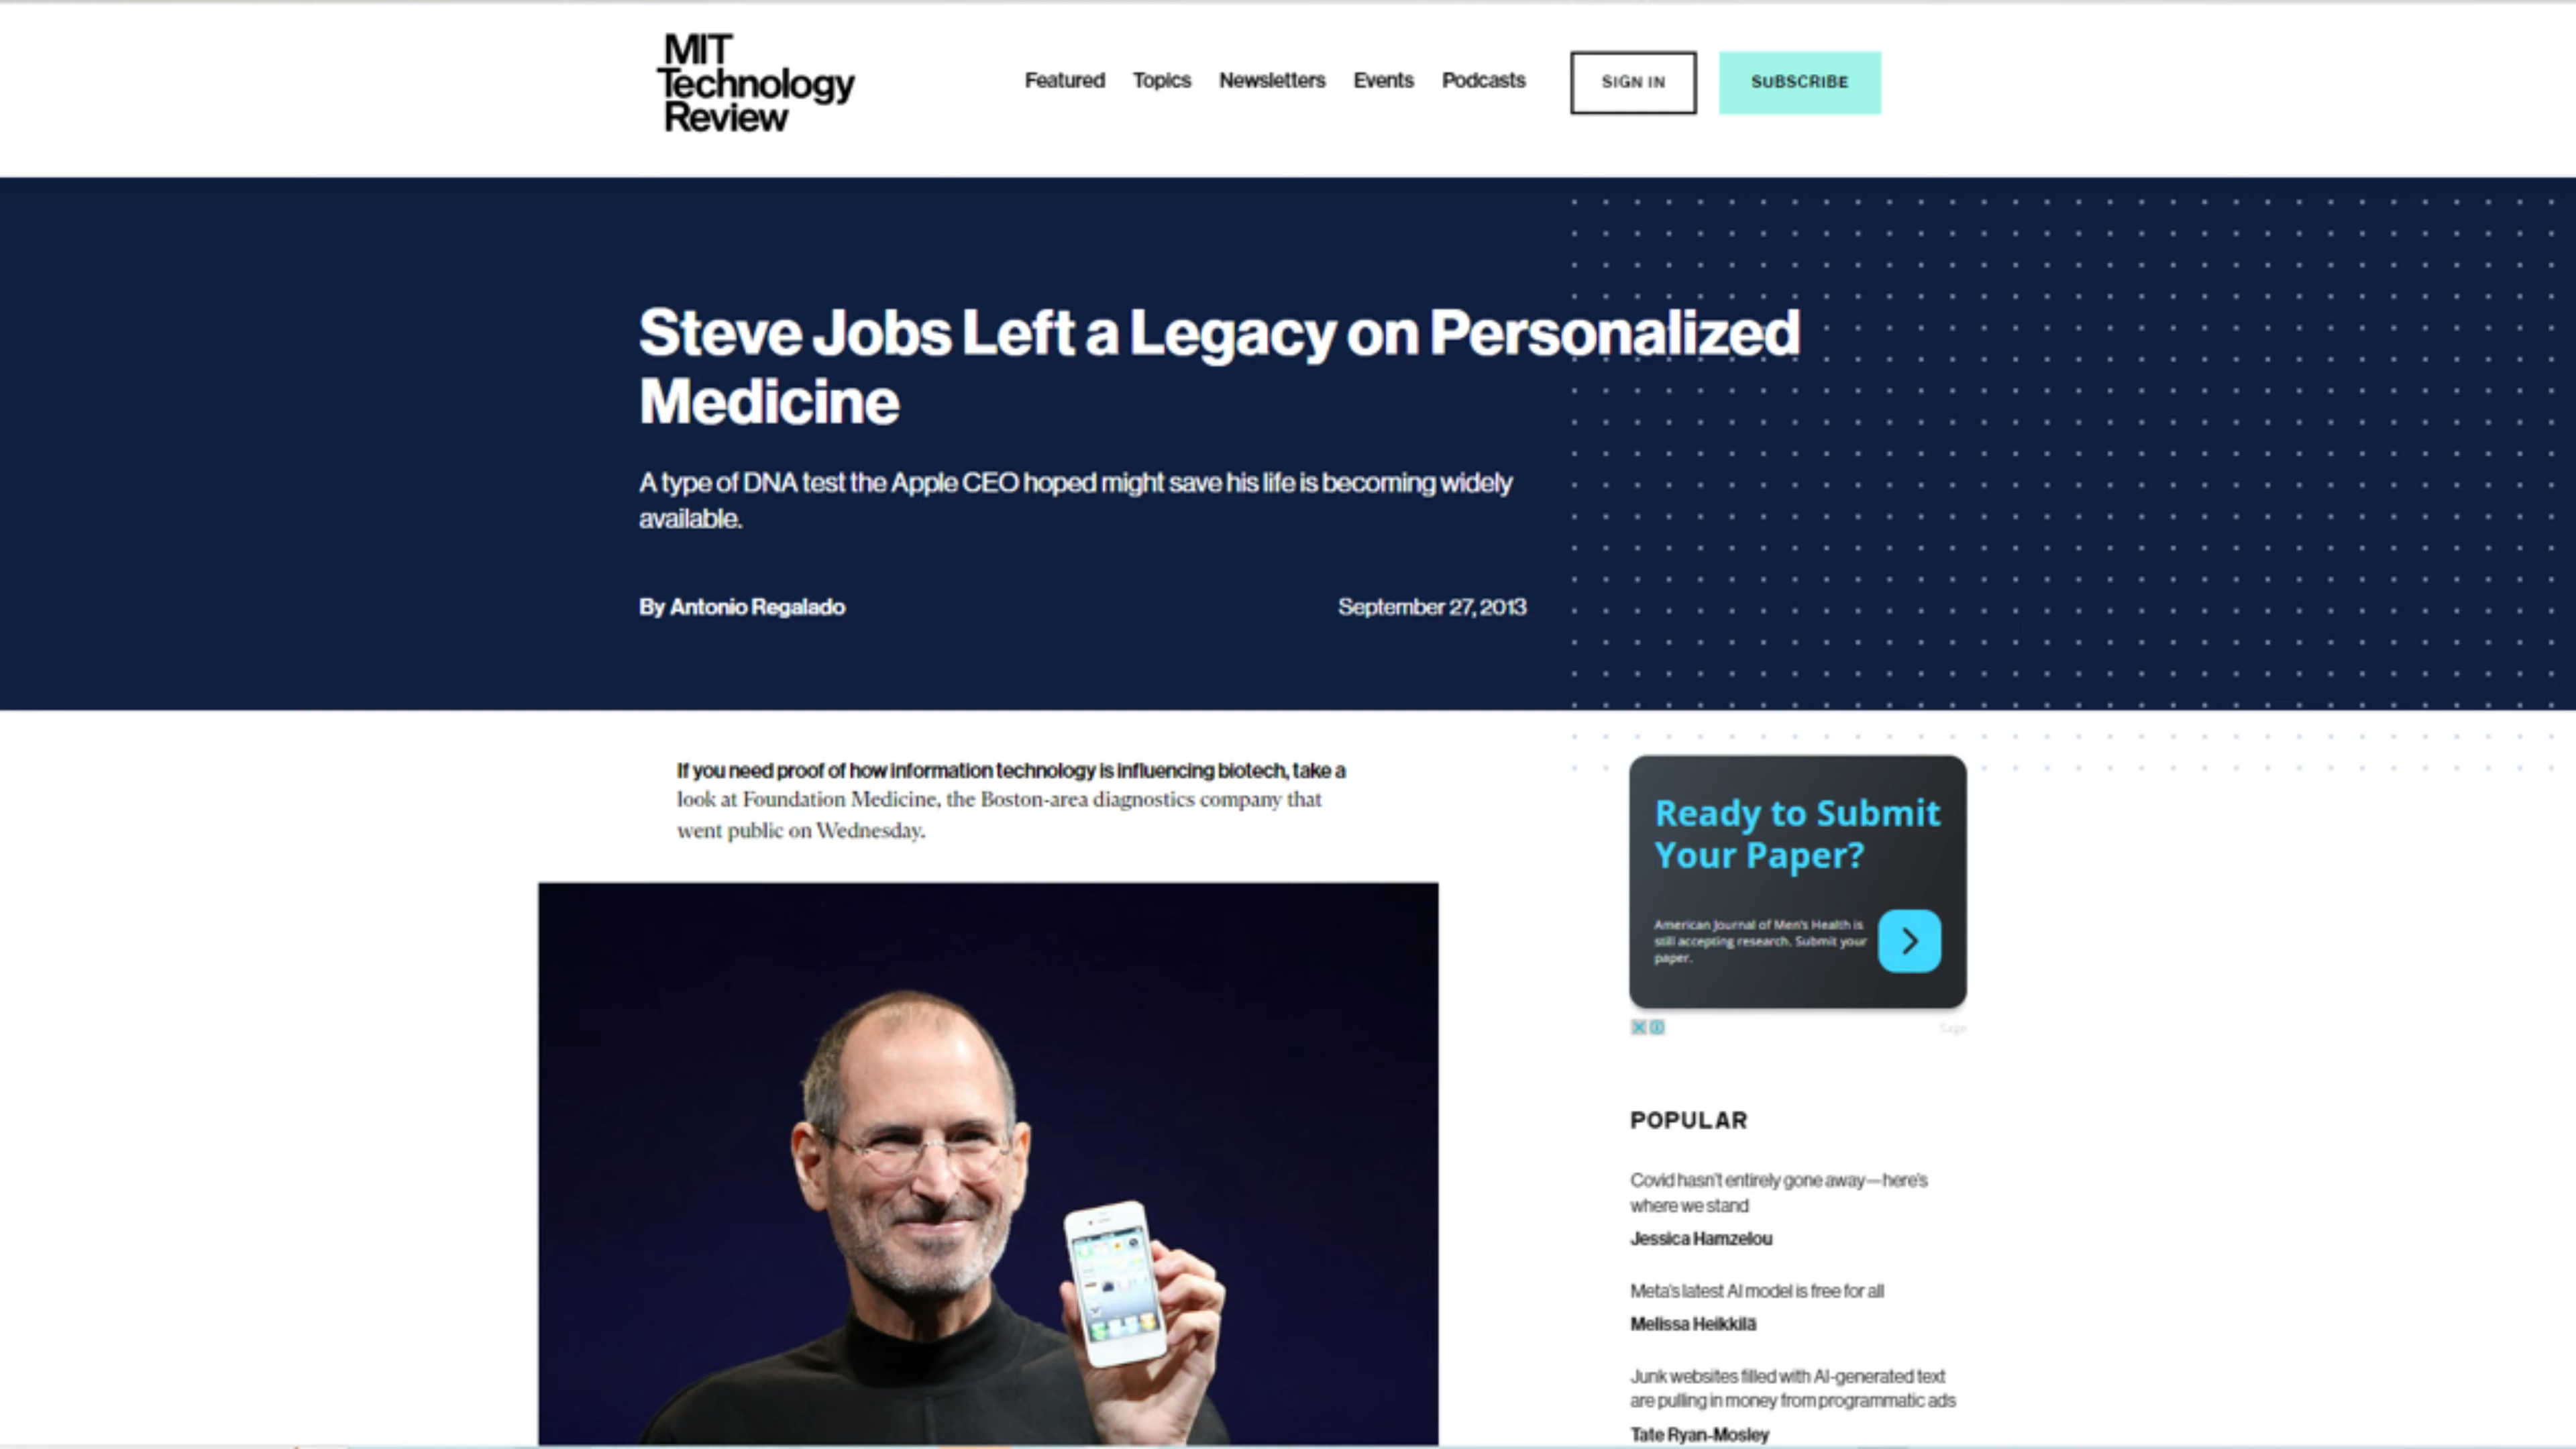 MIT
Technology
Review
Featured Topics Newsletters Events Podcasts SIGN IN SUBSCRIBE
Steve Jobs Left a Legacy on Personalized
Medicine
A type of DNA test the Apple CEO hoped might save his life is becoming widely
available.
By Antonio Regalado September 27, 2013
If you need proof of how information technology is influencing biotech, take a
look at Foundation Medicine, the Boston-area diagnostics company that
went public on Wednesday.
Ready to Submit
Your Paper?
American Journal of Men's Health is
still accepting research. Submit your
paper.
Sage
POPULAR
Covid hasn't entirely gone away—here's
where we stand
Jessica Hamzelou
Meta's latest AI model is free for all
Melissa Heikkilä
Junk websites filled with AI-generated text
are pulling in money from programmatic ads
Tate Ryan-Mosley